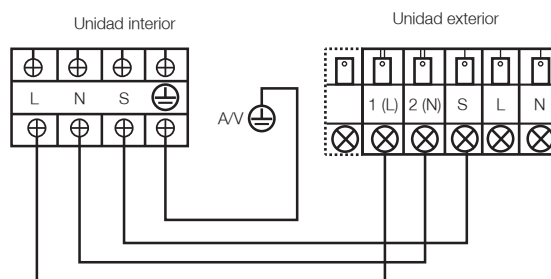 Unidad interior
Unidad exterior
L N S
1 (L) 2 (N) S L N
A/V